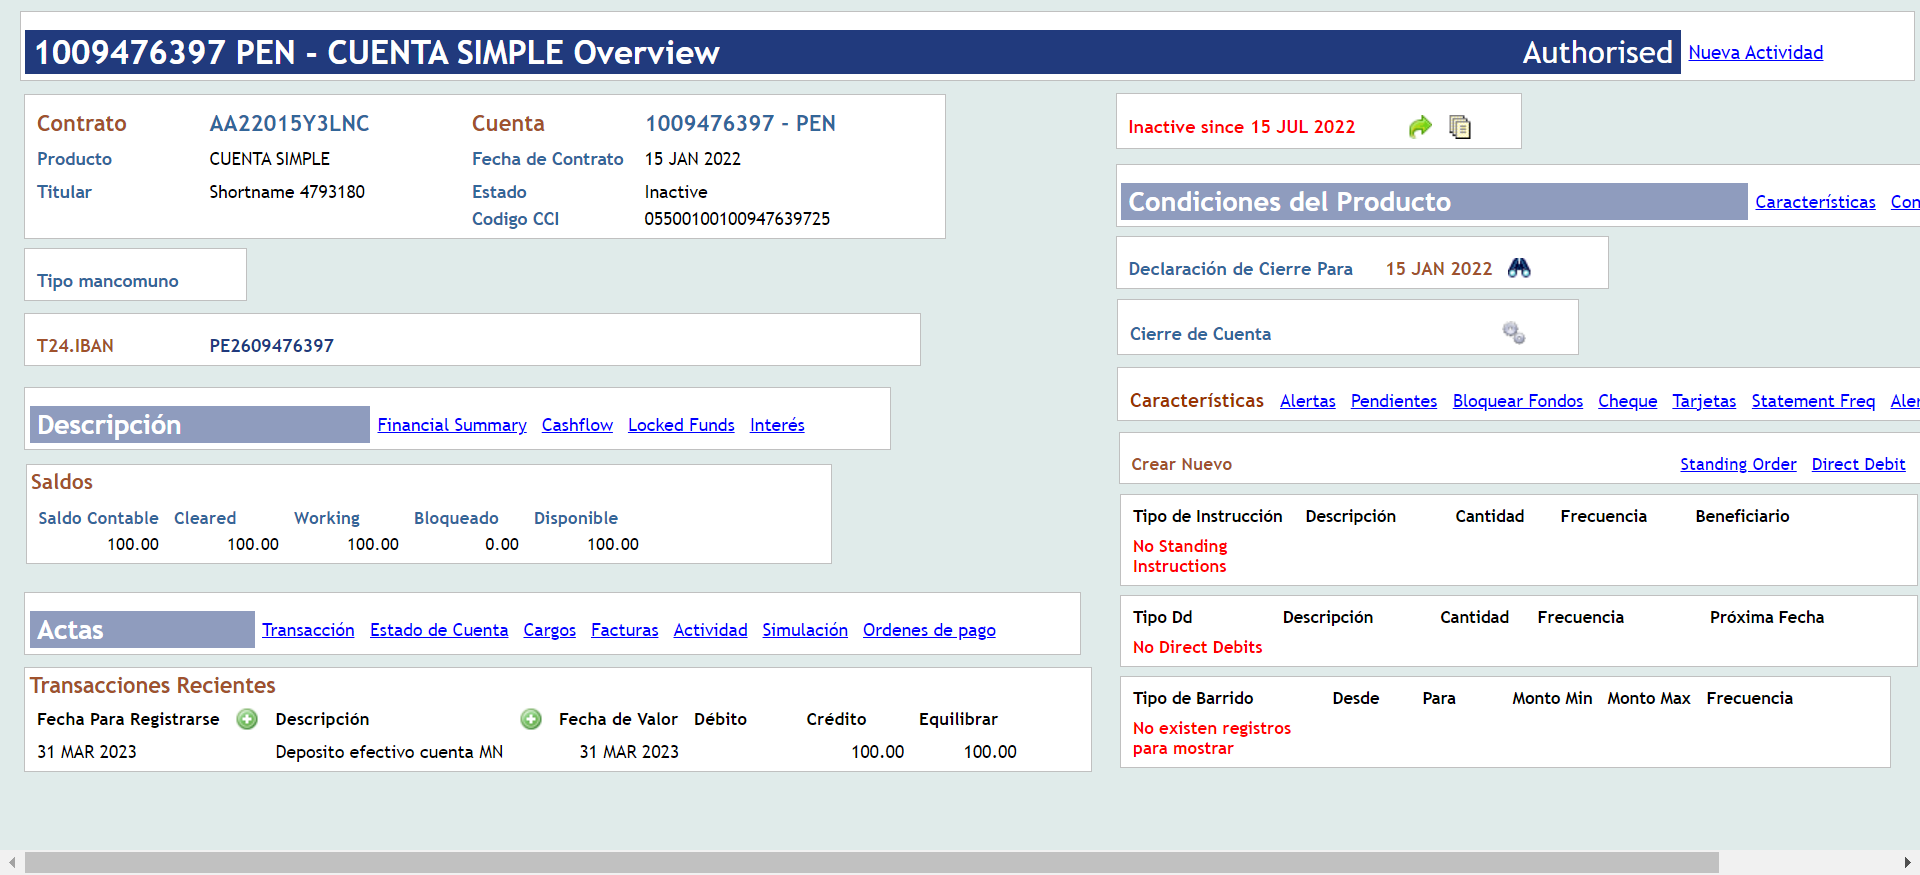 1009476397 PEN - CUENTA SIMPLE Overview Authorised Nueva Actividad
Contrato AA22015Y3LNC Cuenta 1009476397 - PEN
Producto CUENTA SIMPLE Fecha de Contrato 15 JAN 2022
Titular Shortname 4793180 Estado Inactive
Codigo CCI 05500100100947639725
Tipo mancomuno
T24.IBAN PE2609476397
Descripción Financial Summary Cashflow Locked Funds Interés
Saldos
Saldo Contable Cleared Working Bloqueado Disponible
100.00 100.00 100.00 0.00 100.00
Actas Transacción Estado de Cuenta Cargos Facturas Actividad Simulación Ordenes de pago
Transacciones Recientes
Fecha Para Registrarse Descripción Fecha de Valor Débito Crédito Equilibrar
31 MAR 2023 Deposito efectivo cuenta MN 31 MAR 2023 100.00 100.00
Inactive since 15 JUL 2022
Condiciones del Producto Características Con
Declaración de Cierre Para 15 JAN 2022
Cierre de Cuenta
Características Alertas Pendientes Bloquear Fondos Cheque Tarjetas Statement Freq Aler
Crear Nuevo Standing Order Direct Debit
Tipo de Instrucción Descripción Cantidad Frecuencia Beneficiario
No Standing
Instructions
Tipo Dd Descripción Cantidad Frecuencia Próxima Fecha
No Direct Debits
Tipo de Barrido Desde Para Monto Min Monto Max Frecuencia
No existen registros
para mostrar